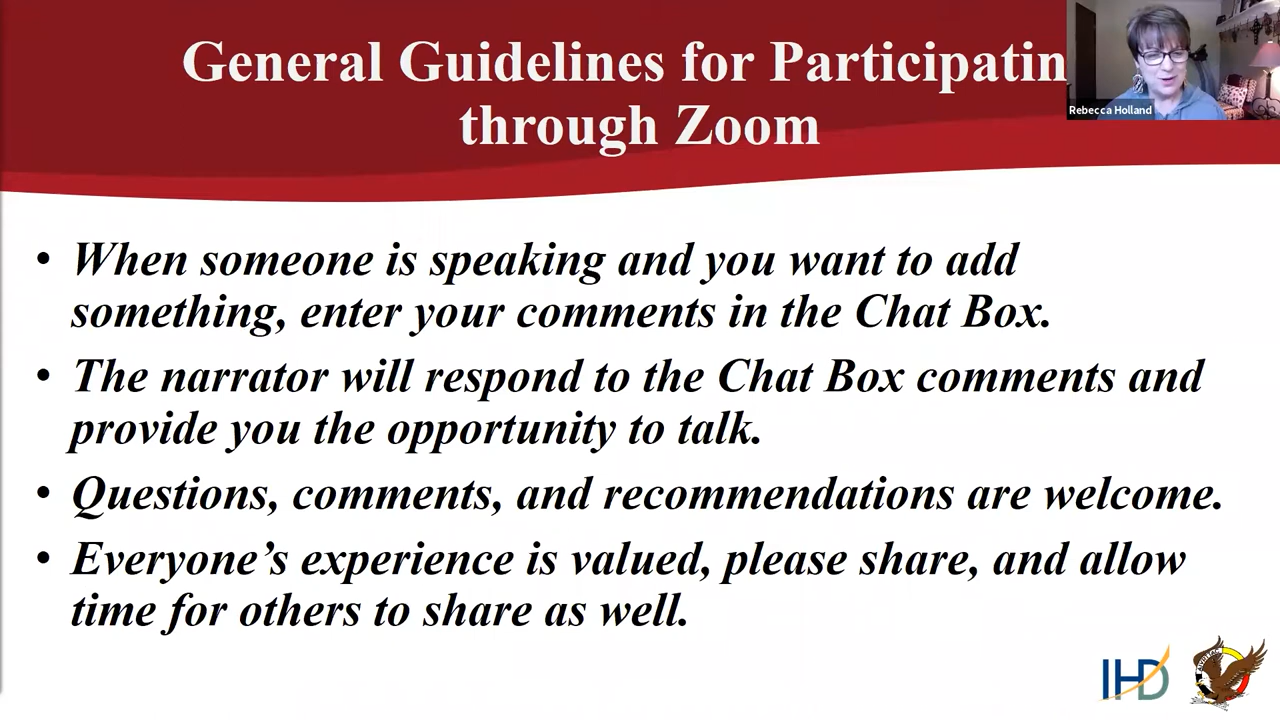 General Guidelines for Participatin
through Zoom
Rebecca Holland
• When someone is speaking and you want to add
something, enter your comments in the Chat Box.
• The narrator will respond to the Chat Box comments and
provide you the opportunity to talk.
• Questions, comments, and recommendations are welcome.
• Everyone’s experience is valued, please share, and allow
time for others to share as well.
IHD